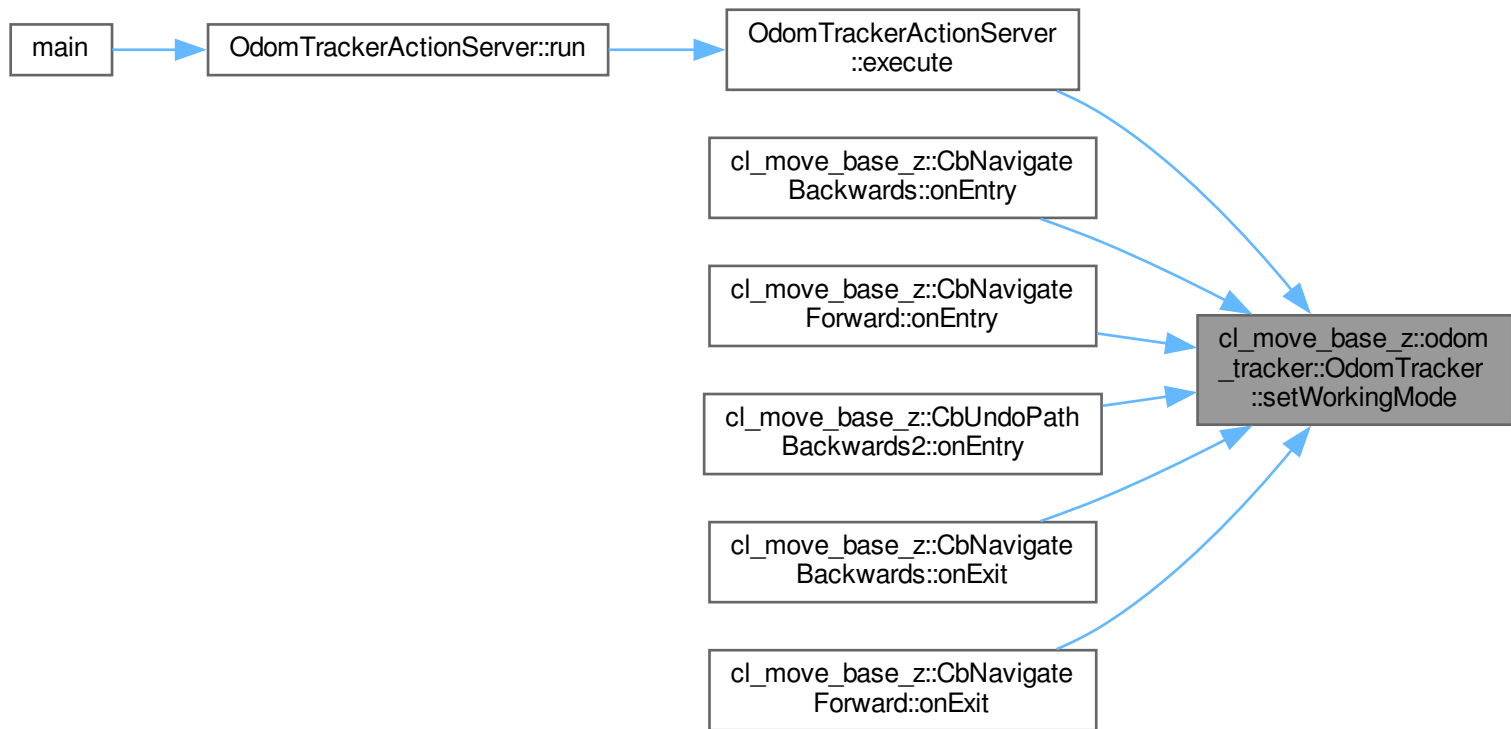 main
OdomTrackerActionServer::run
OdomTrackerActionServer
::execute
cl_move_base_z::CbNavigate
Backwards::onEntry
cl_move_base_z::CbNavigate
Forward::onEntry
cl_move_base_z::CbUndoPath
Backwards2::onEntry
cl_move_base_z::CbNavigate
Backwards::onExit
cl_move_base_z::CbNavigate
Forward::onExit
cl_move_base_z::odom
_tracker::OdomTracker
::setWorkingMode